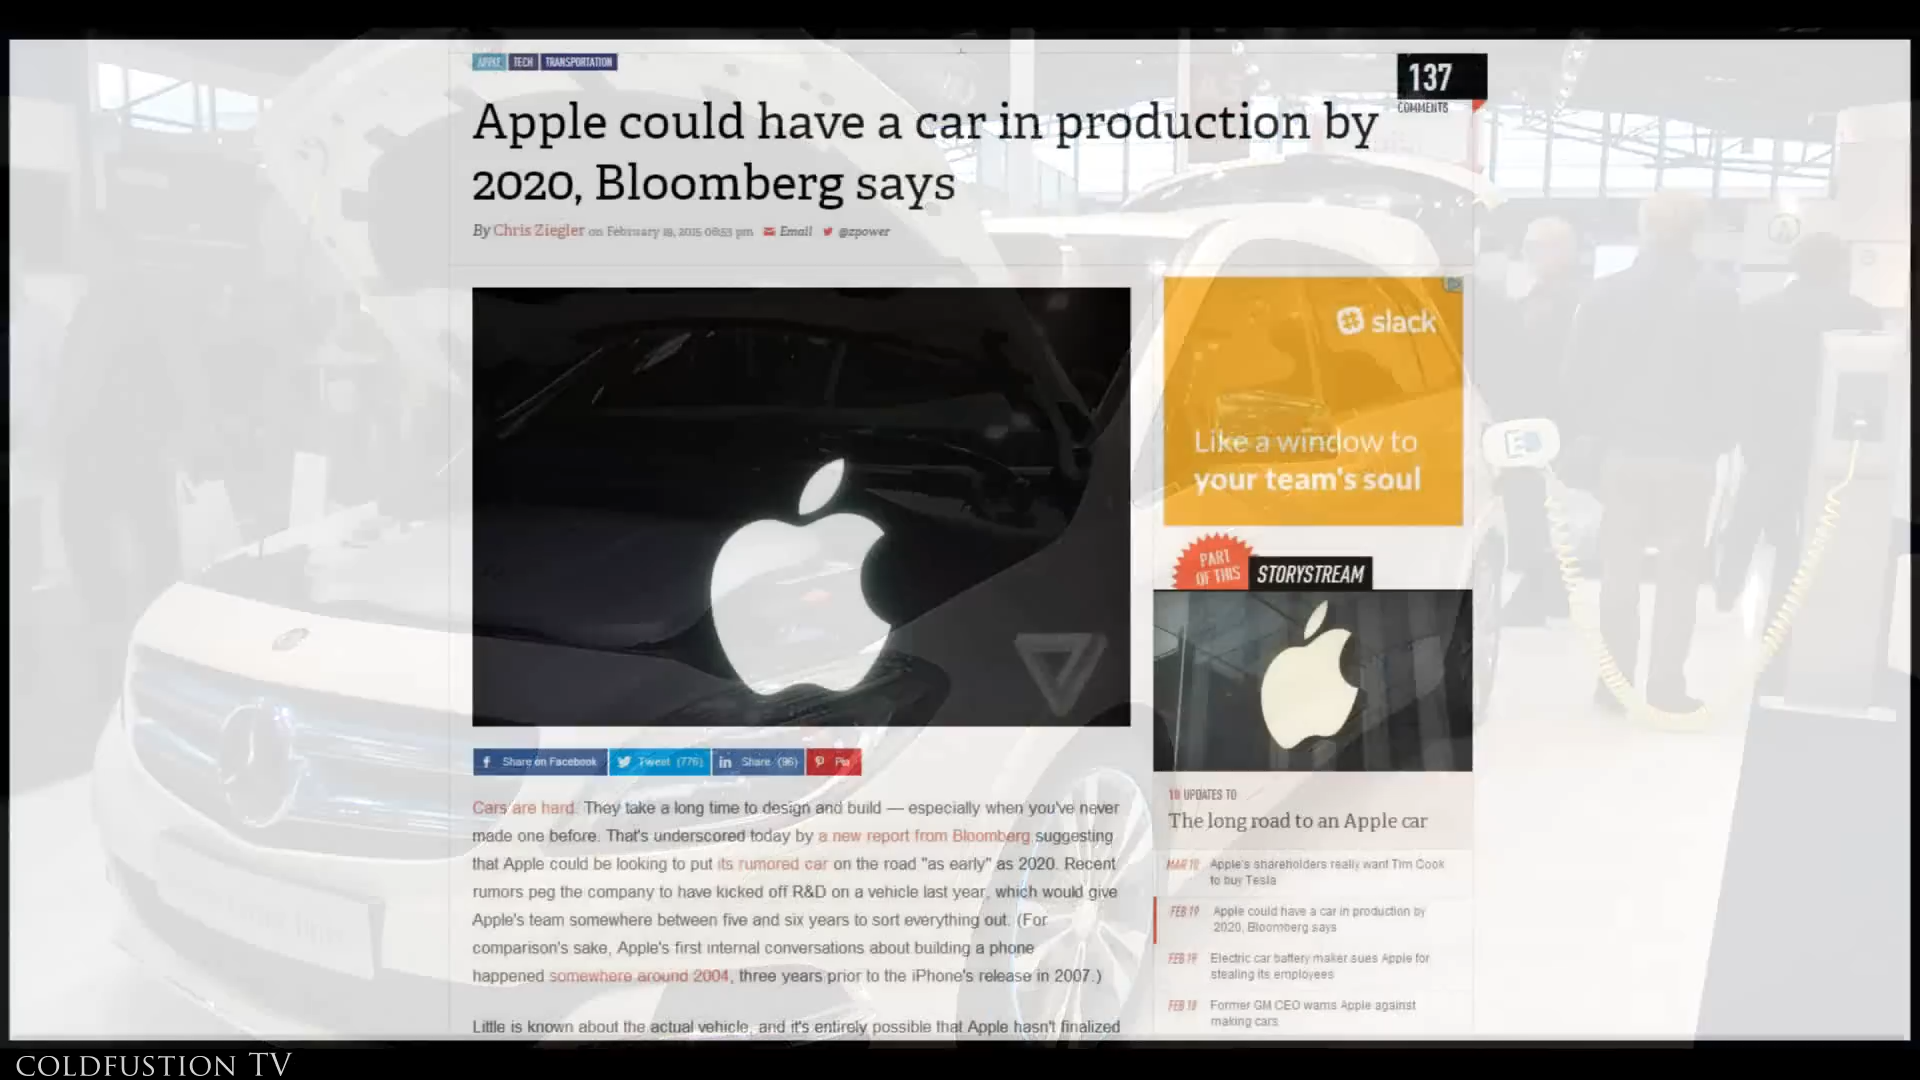 APPLE TECH TRANSPORTATION
137
COMMENTS
Apple could have a car in production by
2020, Bloomberg says
By Chris Ziegler on February 19, 2015 06:53 pm Email @zpower
slack
Like a window to
your team's soul
PART
OF THIS
STORYSTREAM
Share on Facebook Tweet (776) Share (96) Pin
Cars are hard. They take a long time to design and build — especially when you've never
made one before. That's underscored today by a new report from Bloomberg suggesting
that Apple could be looking to put its rumored car on the road "as early" as 2020. Recent
rumors peg the company to have kicked off R&D on a vehicle last year, which would give
Apple's team somewhere between five and six years to sort everything out. (For
comparison's sake, Apple's first internal conversations about building a phone
happened somewhere around 2004, three years prior to the iPhone's release in 2007.)
Little is known about the actual vehicle, and it's entirely possible that Apple hasn't finalized
UPDATES TO
The long road to an Apple car
MAR 10 Apple's shareholders really want Tim Cook
to buy Tesla
FEB 19 Apple could have a car in production by
2020, Bloomberg says
FEB 19 Electric car battery maker sues Apple for
stealing its employees
FEB 18 Former GM CEO warns Apple against
making cars
COLDFUSTION TV